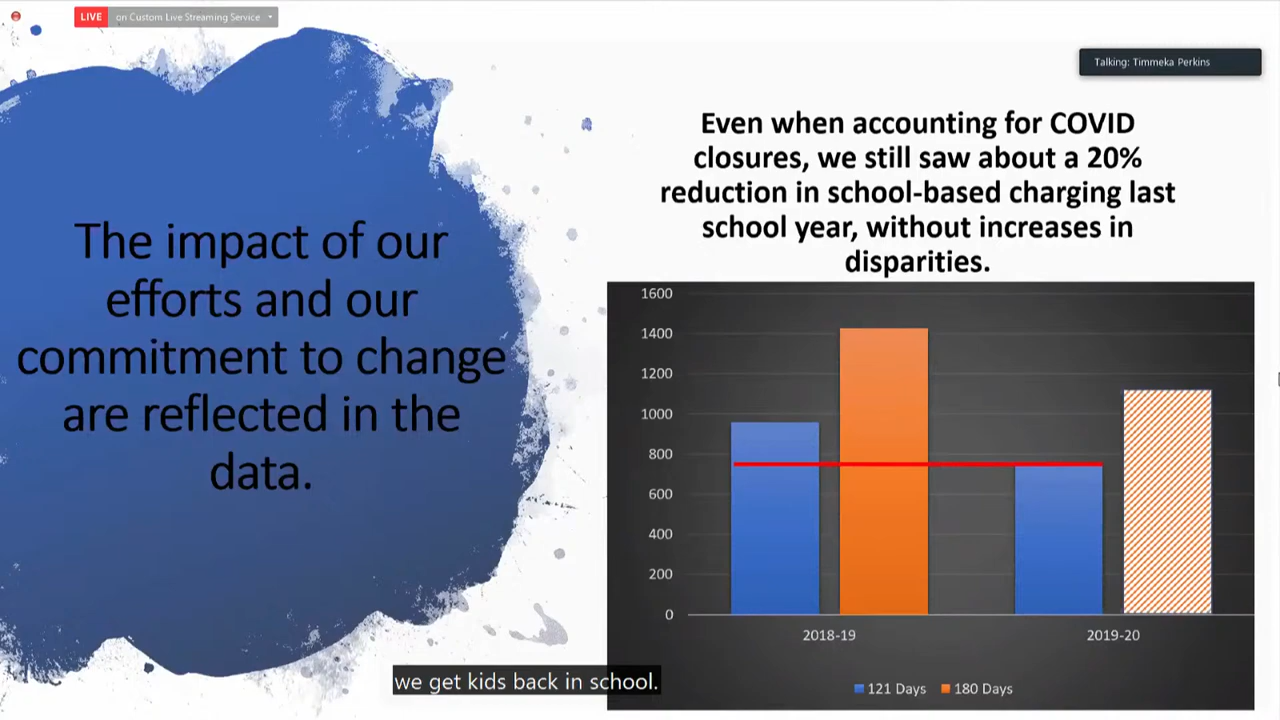 LIVE on Custom Live Streaming Service
Talking: Timmeka Perkins
The impact of our
efforts and our
commitment to change
are reflected in the
data.
Even when accounting for COVID
closures, we still saw about a 20%
reduction in school-based charging last
school year, without increases in
disparities.
1600
1400
1200
1000
800
600
400
200
0
2018-19 2019-20
121 Days 180 Days
we get kids back in school.